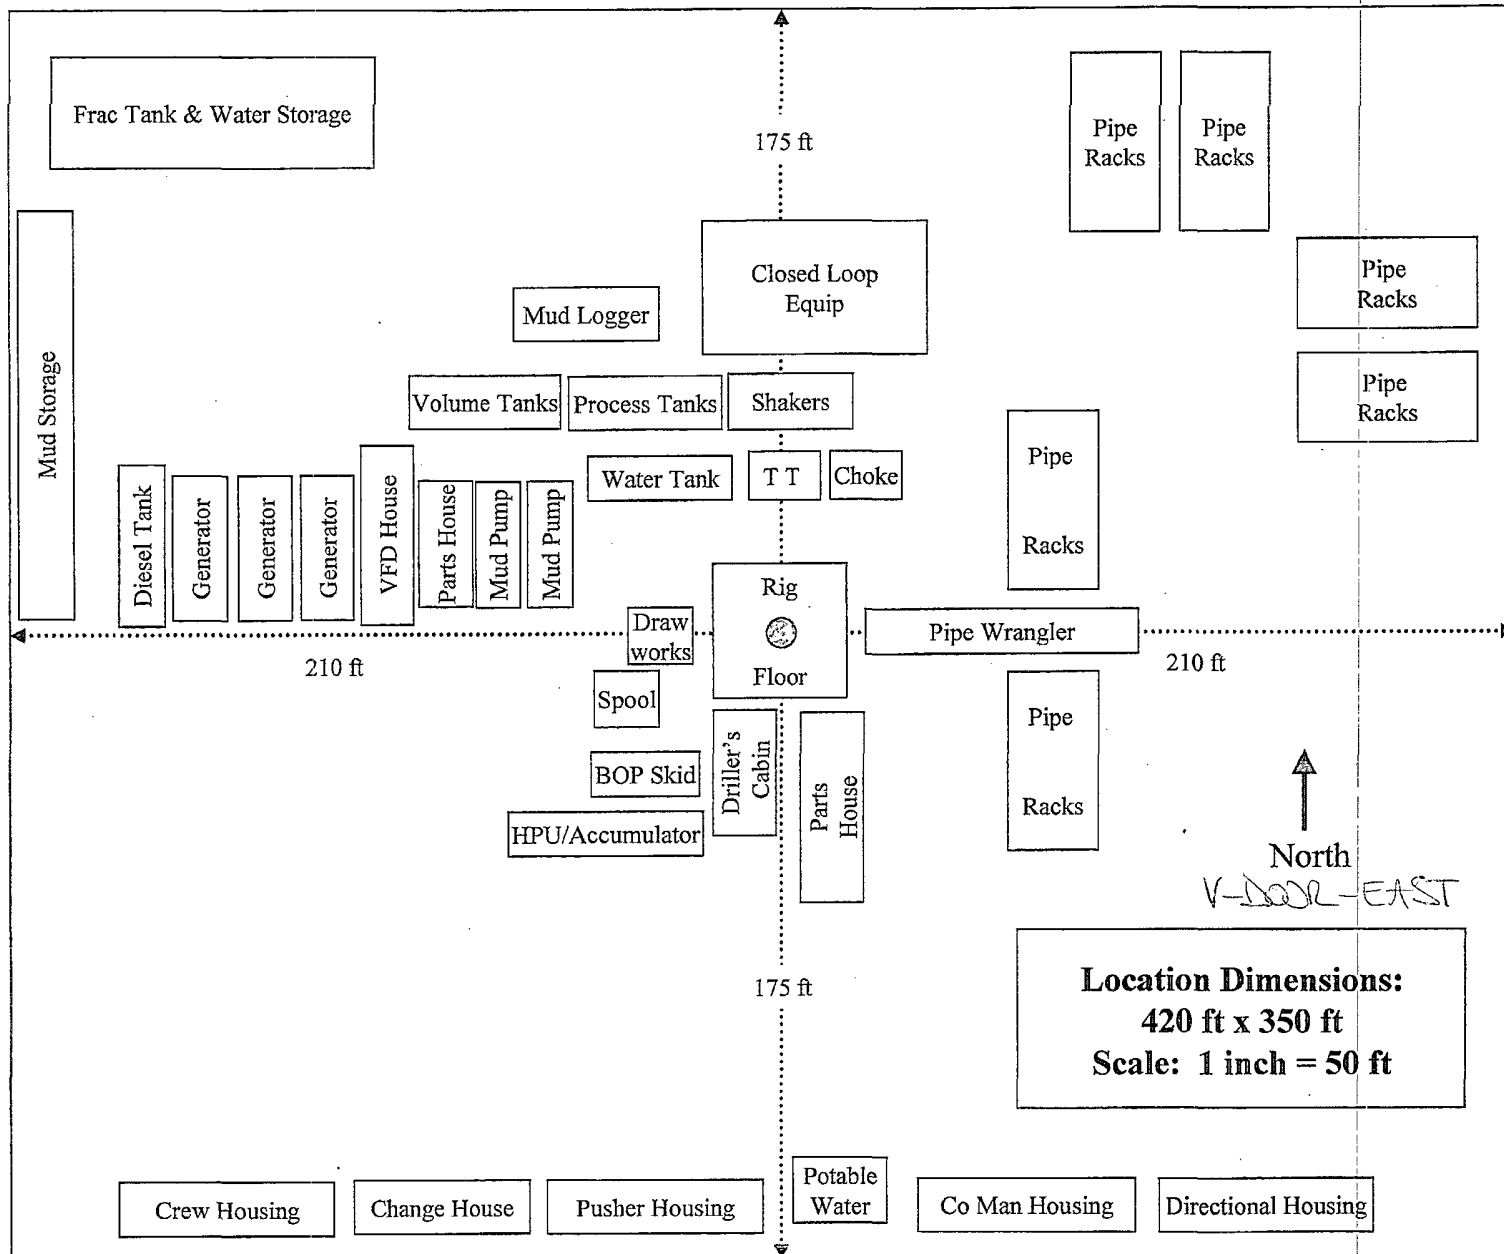 Frac Tank & Water Storage
175 ft
Pipe
Racks
Pipe
Racks
Closed Loop
Equip
Pipe
Racks
Mud Logger
Mud Storage
Volume Tanks
Process Tanks
Shakers
Pipe
Racks
Diesel Tank
Generator
Generator
Generator
VFD House
Parts House
Mud Pump
Mud Pump
Water Tank
T T
Choke
Pipe
Racks
Rig
Floor
Draw
works
Pipe Wrangler
210 ft
210 ft
Spool
Driller's
Cabin
Parts
House
Pipe
Racks
BOP Skid
HPU/Accumulator
North
V-DOOR-EAST
175 ft
Location Dimensions:
420 ft x 350 ft
Scale: 1 inch = 50 ft
Crew Housing
Change House
Pusher Housing
Potable
Water
Co Man Housing
Directional Housing